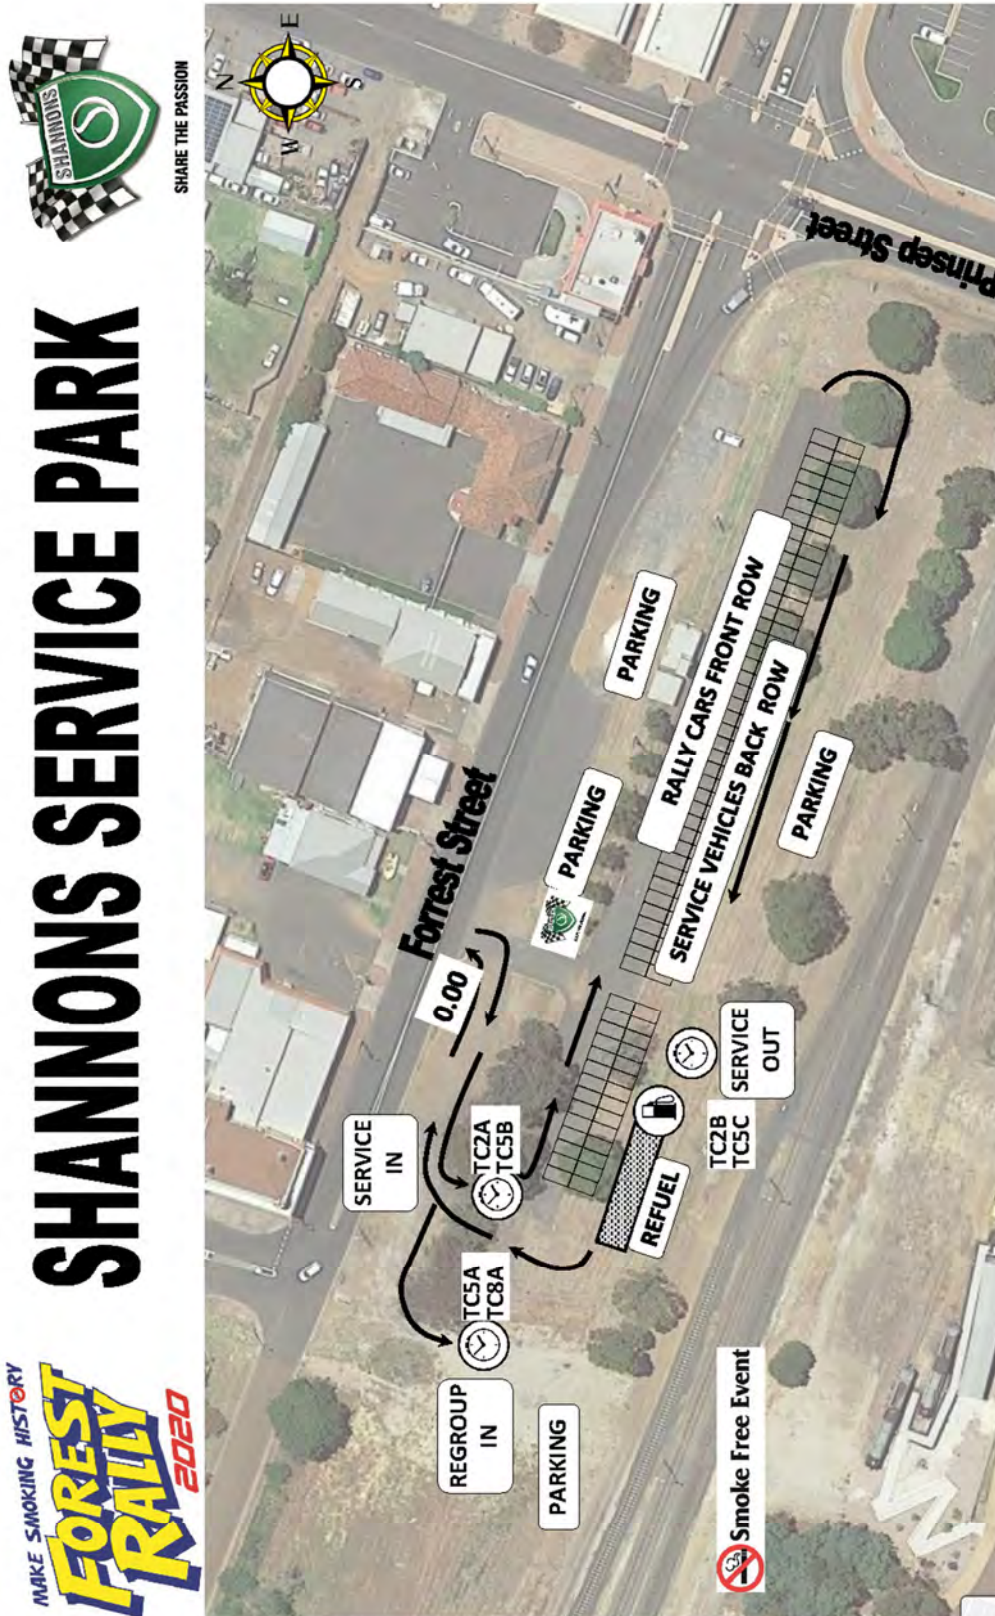 MAKE SMOKING HISTORY
FOREST
RALLY
2020
SHANNONS SERVICE PARK
SHANNONS
SHARE THE PASSION
N
E
S
W
Forrest Street
Prinsep Street
0.00
SERVICE
IN
TC2A
TC5B
TC5A
TC8A
REGROUP
IN
PARKING
PARKING
PARKING
RALLY CARS FRONT ROW
SERVICE VEHICLES BACK ROW
PARKING
REFUEL
SERVICE
OUT
TC2B
TC5C
Smoke Free Event